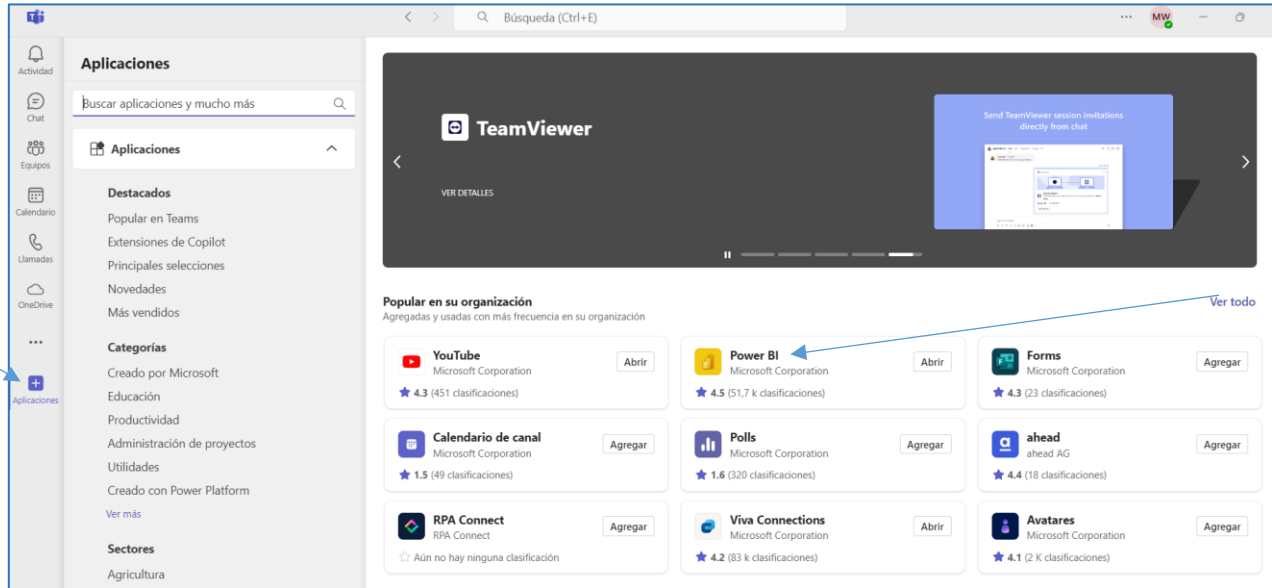 Búsqueda (Ctrl+E)
MW
Actividad
Chat
Equipos
Calendario
Llamadas
OneDrive
Aplicaciones
Aplicaciones
Buscar aplicaciones y mucho más
Aplicaciones
Destacados
Popular en Teams
Extensiones de Copilot
Principales selecciones
Novedades
Más vendidos
Categorías
Creado por Microsoft
Educación
Productividad
Administración de proyectos
Utilidades
Creado con Power Platform
Ver más
Sectores
Agricultura
TeamViewer
VER DETALLES
Send TeamViewer session invitations
directly from chat
Popular en su organización
Ver todo
Agregadas y usadas con más frecuencia en su organización
YouTube
Microsoft Corporation
Abrir
4.3 (451 clasificaciones)
Power BI
Microsoft Corporation
Abrir
4.5 (51,7 k clasificaciones)
Forms
Microsoft Corporation
Agregar
4.3 (23 clasificaciones)
Calendario de canal
Microsoft Corporation
Agregar
1.5 (49 clasificaciones)
Polls
Microsoft Corporation
Agregar
1.6 (320 clasificaciones)
ahead
ahead AG
Agregar
4.4 (18 clasificaciones)
RPA Connect
RPA Connect
Agregar
Aún no hay ninguna clasificación
Viva Connections
Microsoft Corporation
Abrir
4.2 (83 k clasificaciones)
Avatares
Microsoft Corporation
Agregar
4.1 (2 K clasificaciones)